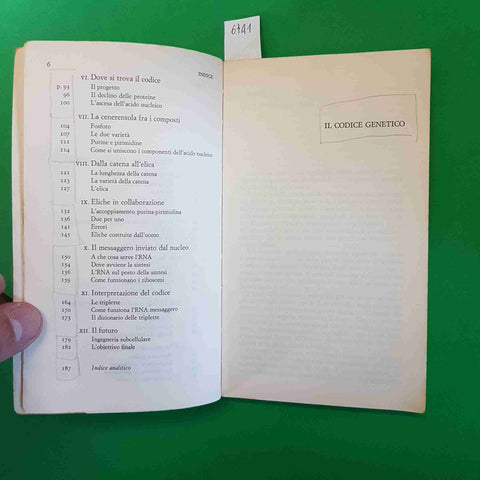 6741
6
INDICE
VI. Dove si trova il codice
p. 93 Il progetto
96 Il declino delle proteine
100 L'ascesa dell'acido nucleico
VII. La cenerentola fra i composti
104 Fosforo
107 Le due varietà
111 Purine e pirimidine
114 Come si uniscono i componenti dell'acido nucleico
VIII. Dalla catena all'elica
121 La lunghezza della catena
123 La varietà della catena
127 L'elica
IX. Eliche in collaborazione
132 L'accoppiamento purina-pirimidina
136 Due per uno
141 Errori
145 Eliche costruite dall'uomo
X. Il messaggero inviato dal nucleo
150 A che cosa serve l'RNA
154 Dove avviene la sintesi
156 L'RNA sul posto della sintesi
159 Come funzionano i ribosomi
XI. Interpretazione del codice
164 Le triplette
170 Come funziona l'RNA messaggero
173 Il dizionario delle triplette
XII. Il futuro
179 Ingegneria subcellulare
182 L'obiettivo finale
187 Indice analitico
IL CODICE GENETICO